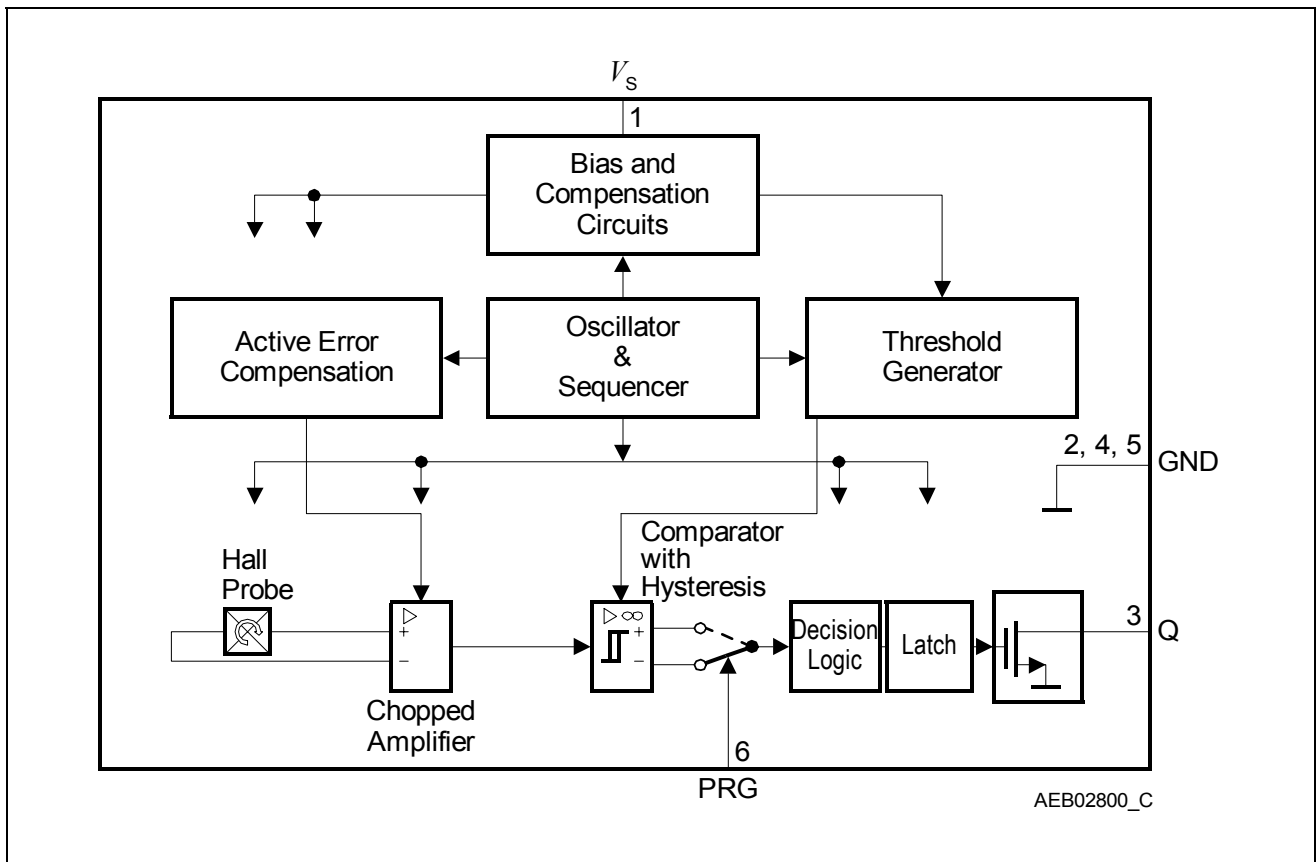 VS
1
Bias and
Compensation
Circuits
Active Error
Compensation
Oscillator
&
Sequencer
Threshold
Generator
2, 4, 5
GND
Hall
Probe
Comparator
with
Hysteresis
▷
+
−
▷ ∞
+
−
Decision
Logic
Latch
3
Q
Chopped
Amplifier
6
PRG
AEB02800_C